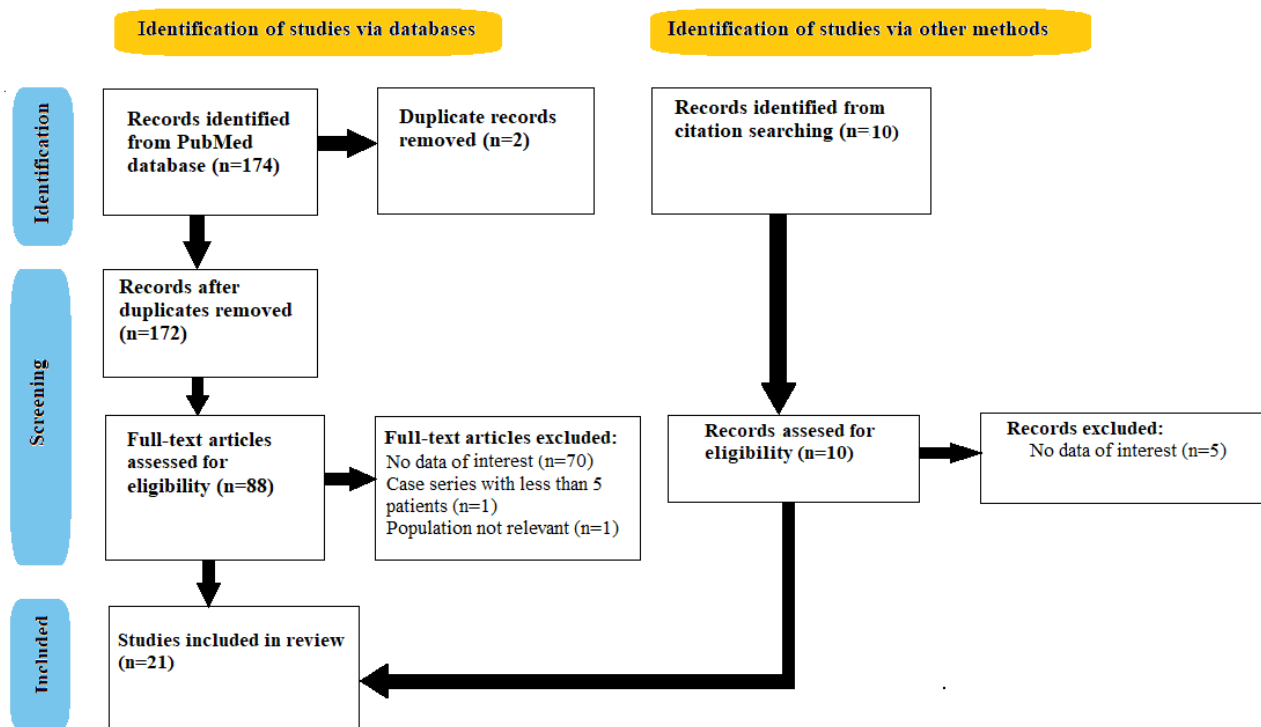 Identification of studies via databases
Identification of studies via other methods
Identification
Records identified
from PubMed
database (n=174)
Duplicate records
removed (n=2)
Records identified from
citation searching (n=10)
Screening
Records after
duplicates removed
(n=172)
Full-text articles
assessed for
eligibility (n=88)
Full-text articles excluded:
No data of interest (n=70)
Case series with less than 5
patients (n=1)
Population not relevant (n=1)
Records assesed for
eligibility (n=10)
Records excluded:
No data of interest (n=5)
Included
Studies included in review
(n=21)